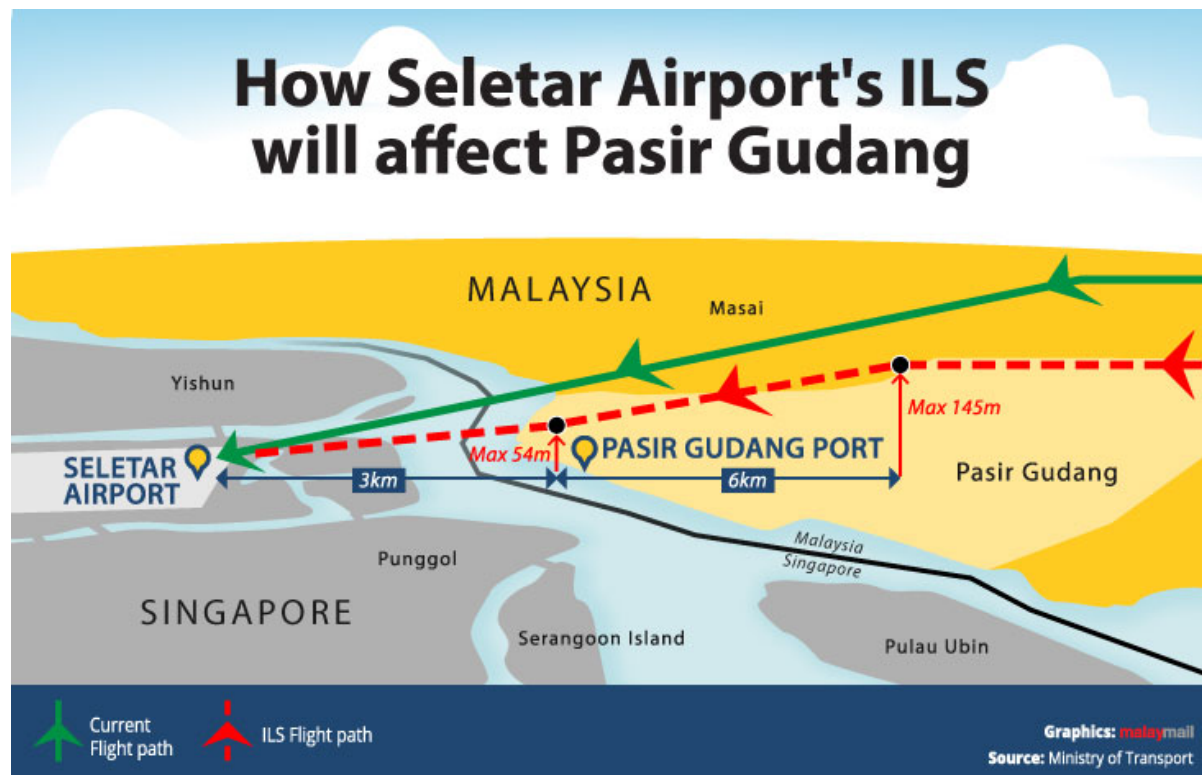 How Seletar Airport's ILS
will affect Pasir Gudang
MALAYSIA
Masai
Yishun
Max 145m
SELETAR
AIRPORT
Max 54m
PASIR GUDANG PORT
3km
6km
Pasir Gudang
Malaysia
Singapore
Punggol
SINGAPORE
Serangoon Island
Pulau Ubin
Current
Flight path
ILS Flight path
Graphics: malaymail
Source: Ministry of Transport